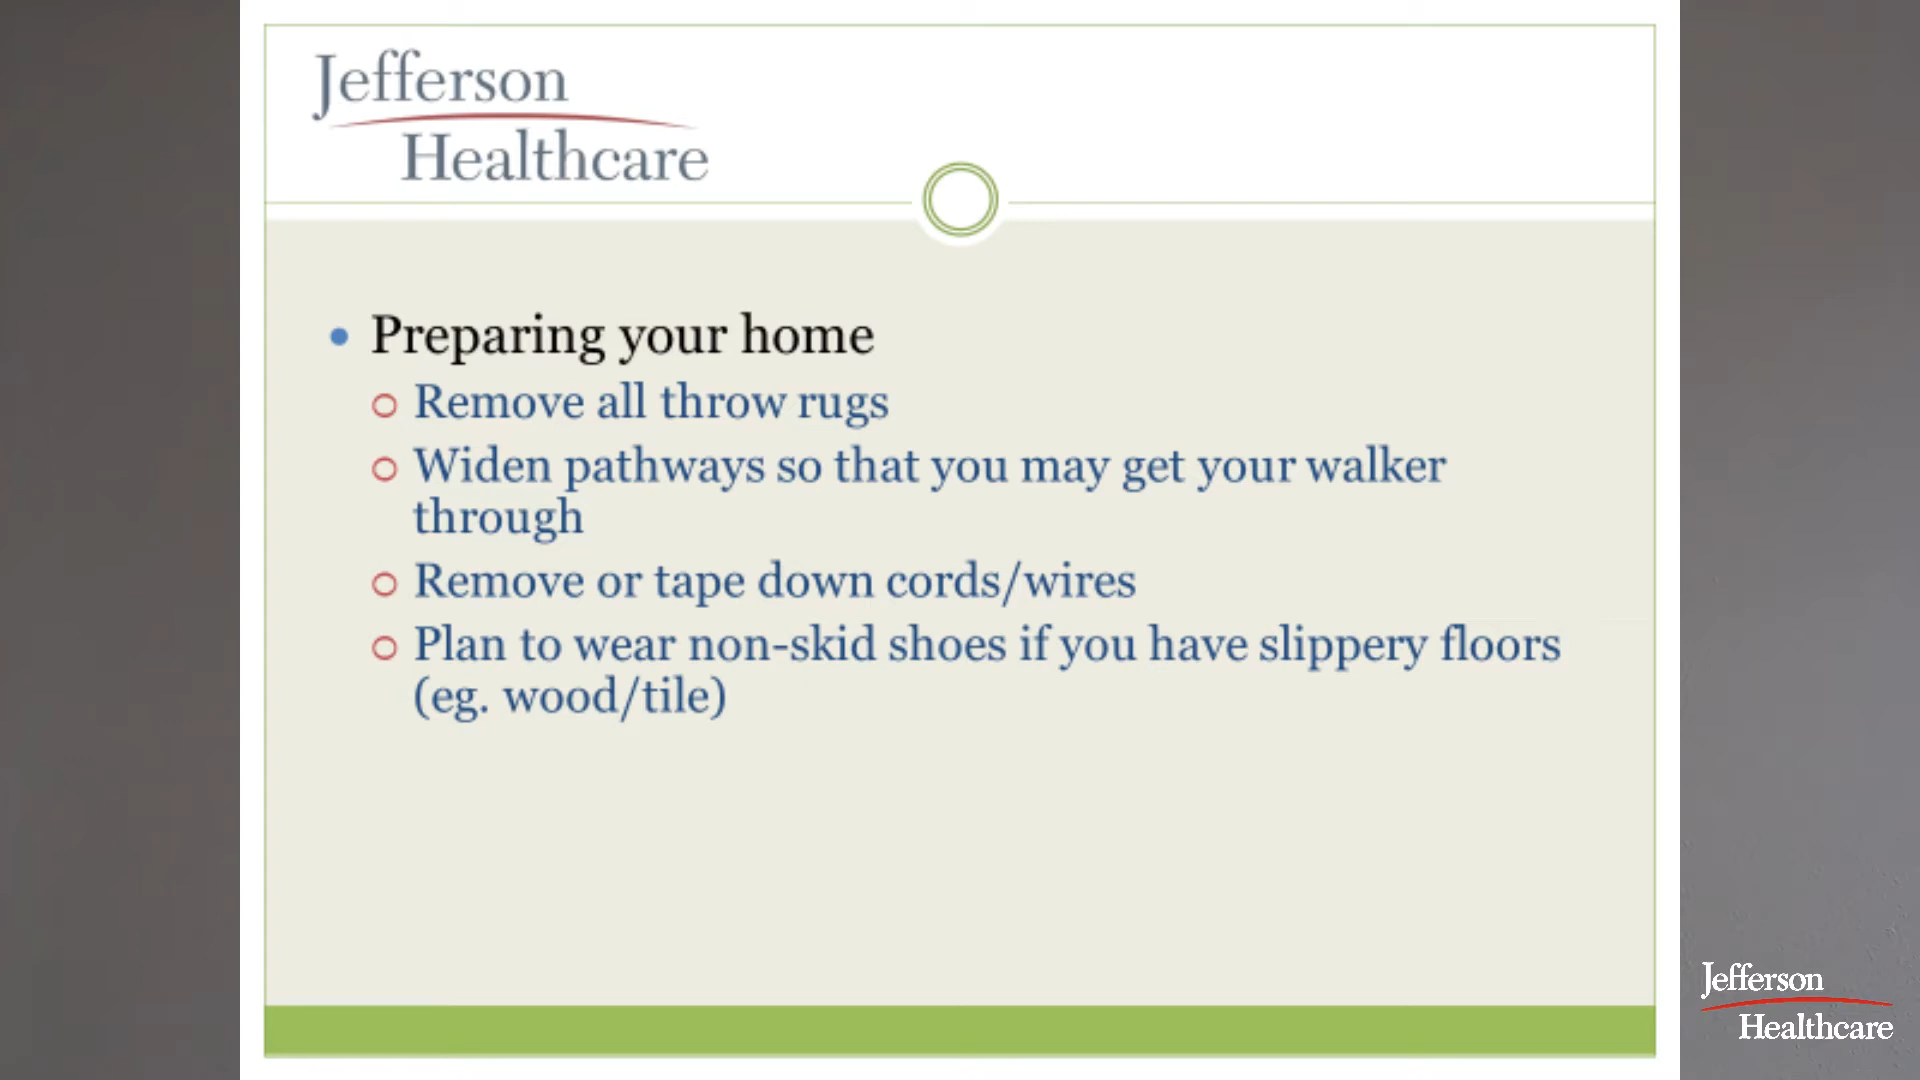 Jefferson
Healthcare
Preparing your home
Remove all throw rugs
Widen pathways so that you may get your walker
through
Remove or tape down cords/wires
Plan to wear non-skid shoes if you have slippery floors
(eg. wood/tile)
Jefferson
Healthcare